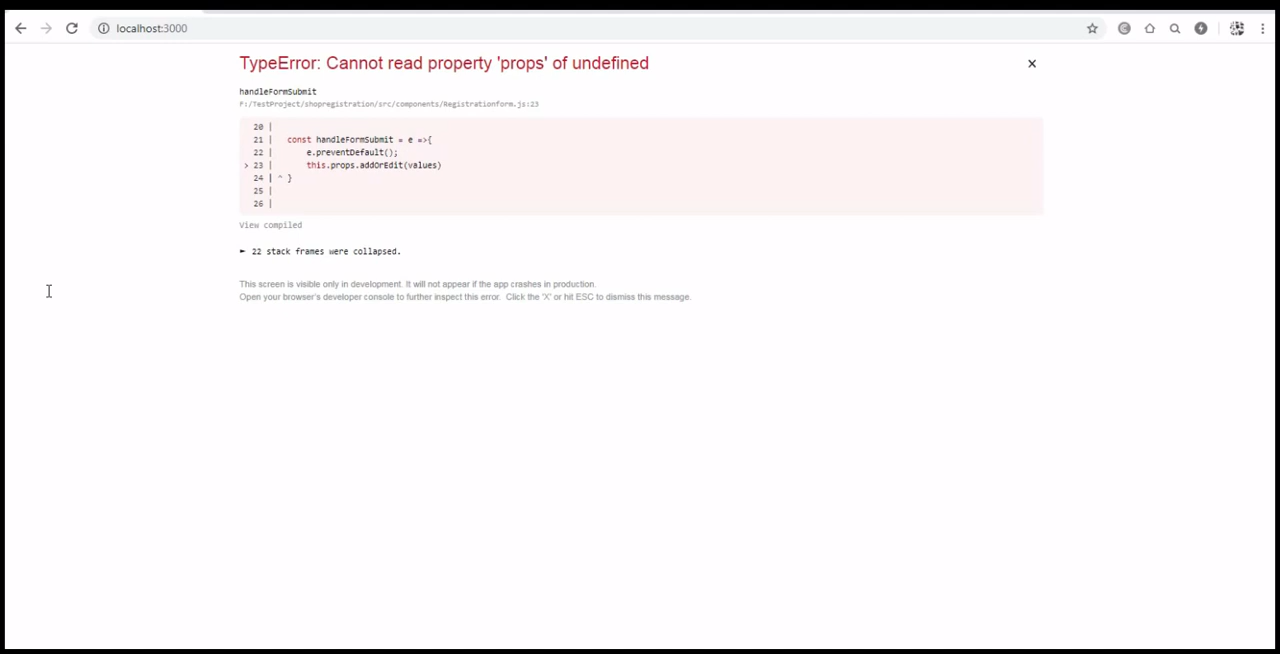 localhost:3000
TypeError: Cannot read property 'props' of undefined
handleFormSubmit
F:/TestProject/shopregistration/src/components/Registrationform.js:23
20 |
21 | const handleFormSubmit = e =>{
22 | e.preventDefault();
> 23 | this.props.addOrEdit(values)
24 | ^ }
25 |
26 |
View compiled
► 22 stack frames were collapsed.
This screen is visible only in development. It will not appear if the app crashes in production.
Open your browser's developer console to further inspect this error. Click the 'X' or hit ESC to dismiss this message.